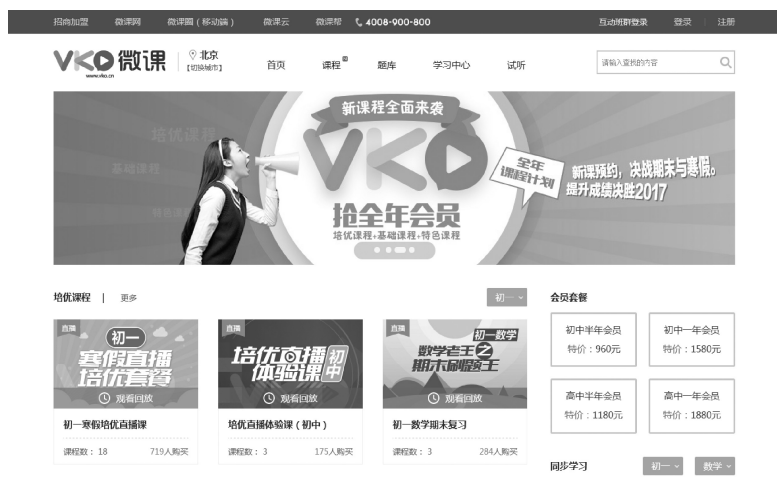 招商加盟 微课网 微课圈（移动端） 微课云 微课帮 4008-900-800 互动班群登录 登录 注册
VKO微课
www.vko.cn
北京
【切换城市】
首页 课程 题库 学习中心 试听
请输入查找的内容
新课程全面来袭
培优课程
基础课程
特色课
VKO
全年
课程计划
新课预约，决战期末与寒假。
提升成绩决胜2017
抢全年会员
培优课程+基础课程+特色课程
培优课程 | 更多 初一 会员套餐
直播 直播 直播
初一
寒假直播
培优套餐
培优直播
体验课
初中
初一数学
数学老王之
期末刷题王
观看回放 观看回放 观看回放
初一寒假培优直播课 培优直播体验课（初中） 初一数学期末复习
课程数：18 719人购买 课程数：3 175人购买 课程数：3 284人购买
初中半年会员 初中一年会员
特价：960元 特价：1580元
高中半年会员 高中一年会员
特价：1180元 特价：1880元
同步学习 初一 数学